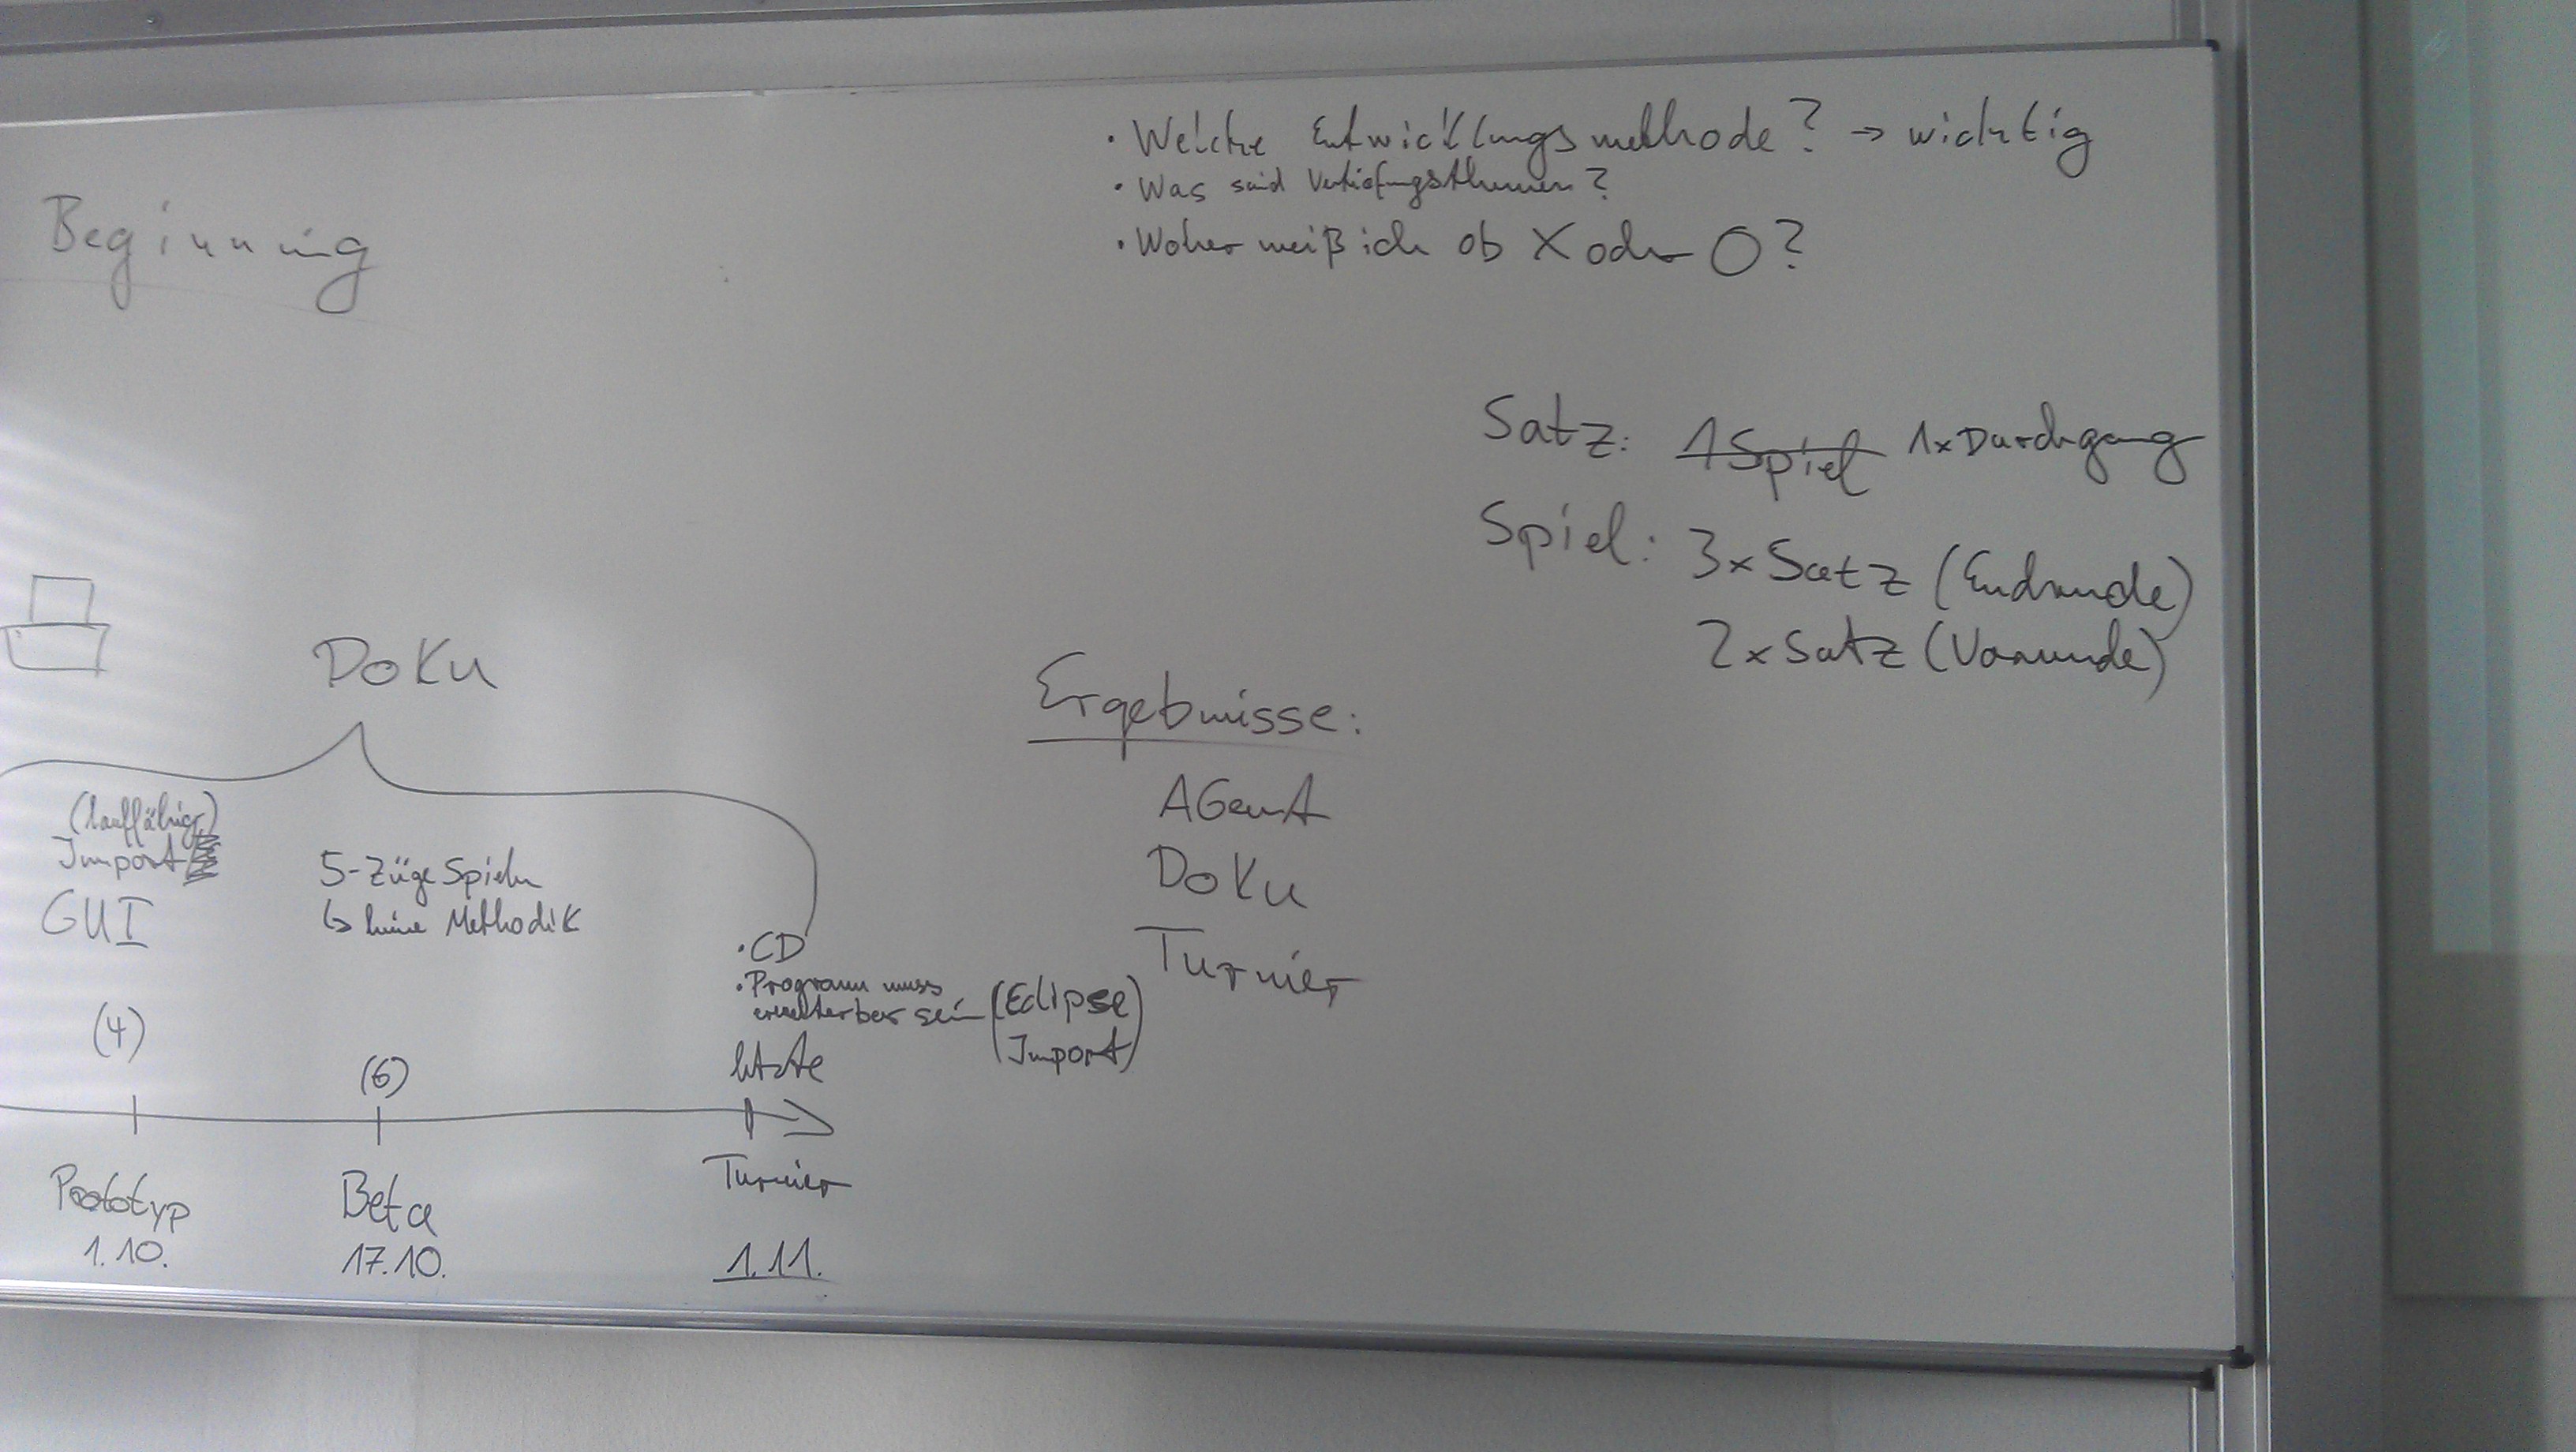 • Welche Entwicklungsmethode? → wichtig
• Was sind Vertiefungsthemen?
• Woher weiß ich ob X oder O?
Beginning
Satz: 1 Spiel 1x Durchgang
Spiel: 3x Satz (Endrunde)
2x Satz (Vorrunde)
Doku
(lauffähig)
Import
GUI
(4)
5-Züge Spielen
↳ keine Methodik
(6)
• CD
• Programm muss
erweiterbar sein (Eclipse
Import)
letzte
Prototyp
1.10.
Beta
17.10.
Turnier
1.11.
Ergebnisse:
AGent
Doku
Turnier